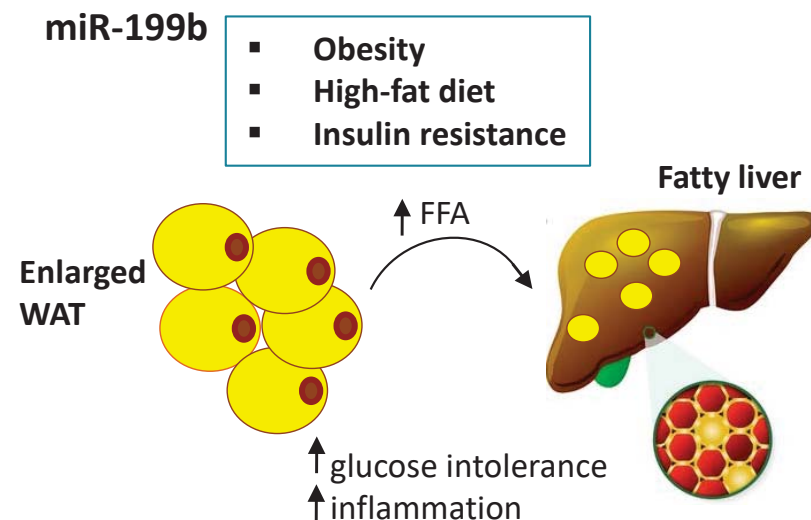 miR-199b
▪ Obesity
▪ High-fat diet
▪ Insulin resistance
Fatty liver
↑ FFA
Enlarged
WAT
↑ glucose intolerance
↑ inflammation